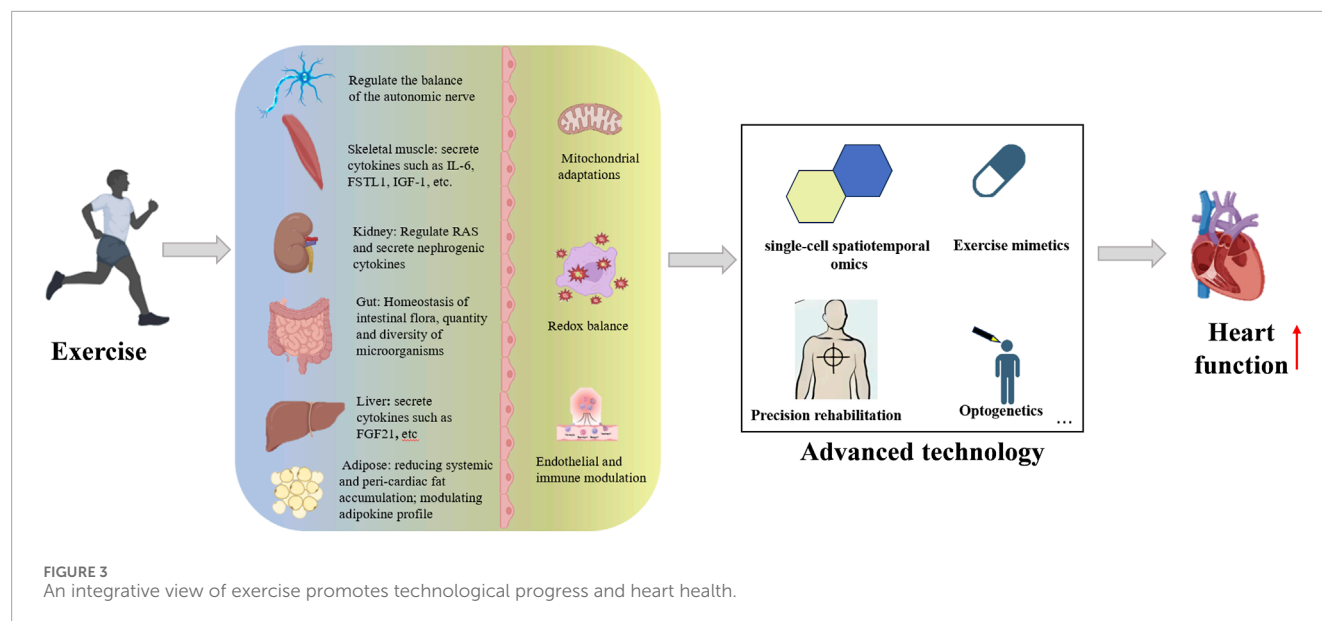 Exercise
Regulate the balance
of the autonomic nerve
Skeletal muscle: secrete
cytokines such as IL-6,
FSTL1, IGF-1, etc.
Kidney: Regulate RAS
and secrete nephrogenic
cytokines
Gut: Homeostasis of
intestinal flora, quantity
and diversity of
microorganisms
Liver: secrete
cytokines such as
FGF21, etc
Adipose: reducing systemic
and peri-cardiac fat
accumulation; modulating
adipokine profile
Mitochondrial
adaptations
Redox balance
Endothelial and
immune modulation
single-cell spatiotemporal
omics
Exercise mimetics
Precision rehabilitation
Optogenetics
...
Advanced technology
Heart
function
FIGURE 3
An integrative view of exercise promotes technological progress and heart health.